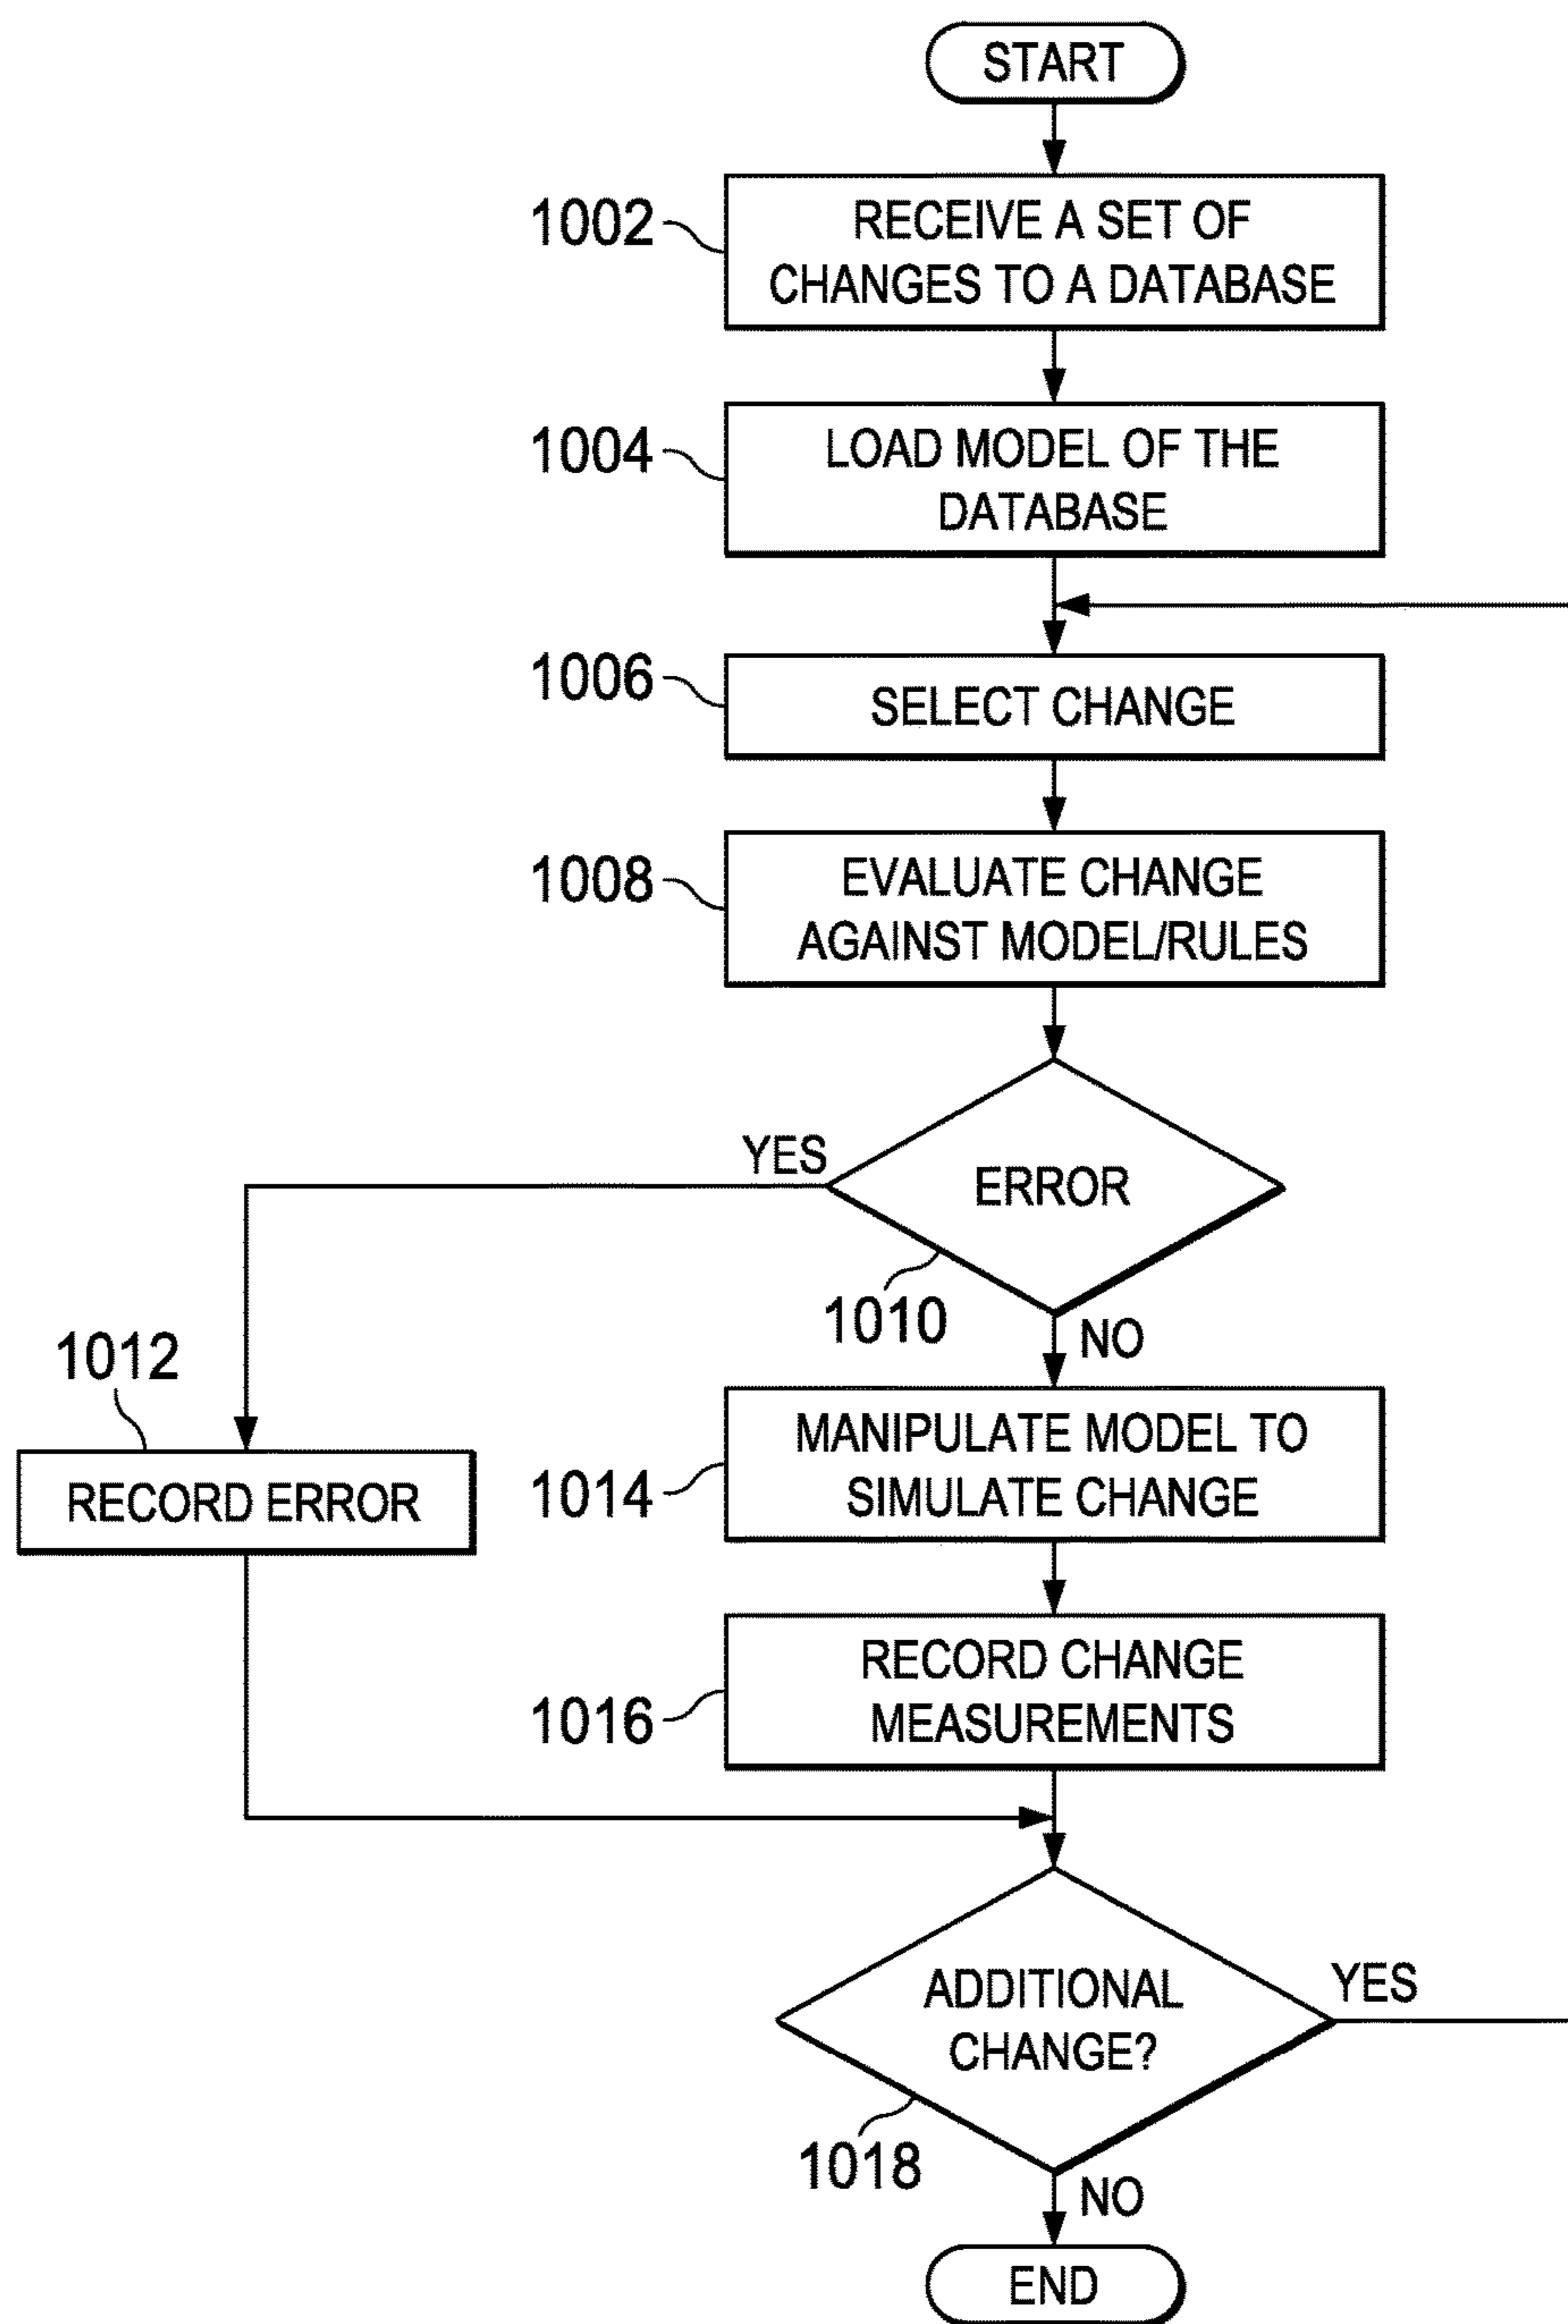 START
1002
RECEIVE A SET OF
CHANGES TO A DATABASE
1004
LOAD MODEL OF THE
DATABASE
1006
SELECT CHANGE
1008
EVALUATE CHANGE
AGAINST MODEL/RULES
YES
ERROR
1010
NO
1012
RECORD ERROR
1014
MANIPULATE MODEL TO
SIMULATE CHANGE
1016
RECORD CHANGE
MEASUREMENTS
ADDITIONAL
CHANGE?
YES
1018
NO
END